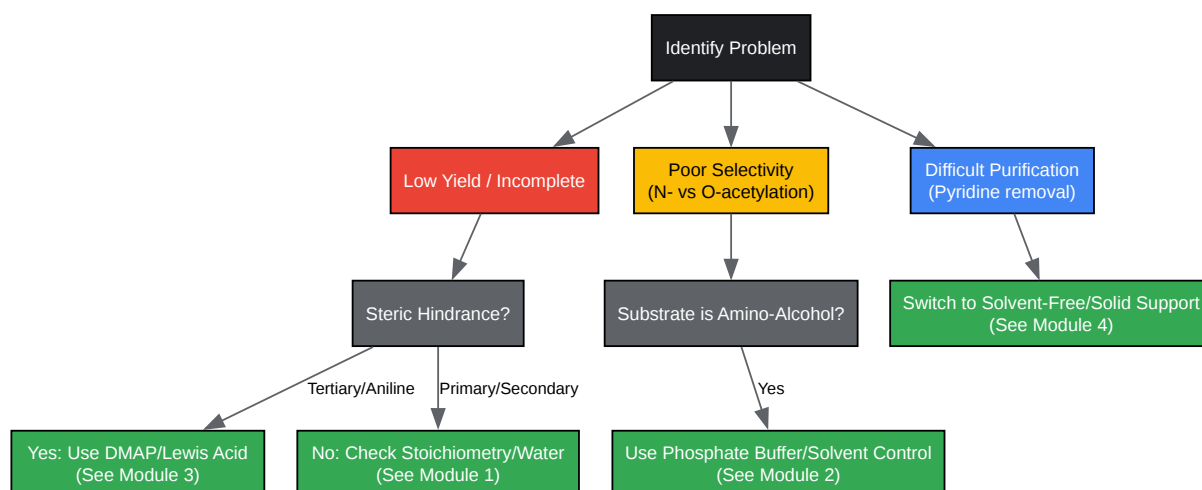 Identify Problem
Low Yield / Incomplete
Poor Selectivity
(N- vs O-acetylation)
Difficult Purification
(Pyridine removal)
Steric Hindrance?
Substrate is Amino-Alcohol?
Switch to Solvent-Free/Solid Support
(See Module 4)
Tertiary/Aniline
Primary/Secondary
Yes
Yes: Use DMAP/Lewis Acid
(See Module 3)
No: Check Stoichiometry/Water
(See Module 1)
Use Phosphate Buffer/Solvent Control
(See Module 2)